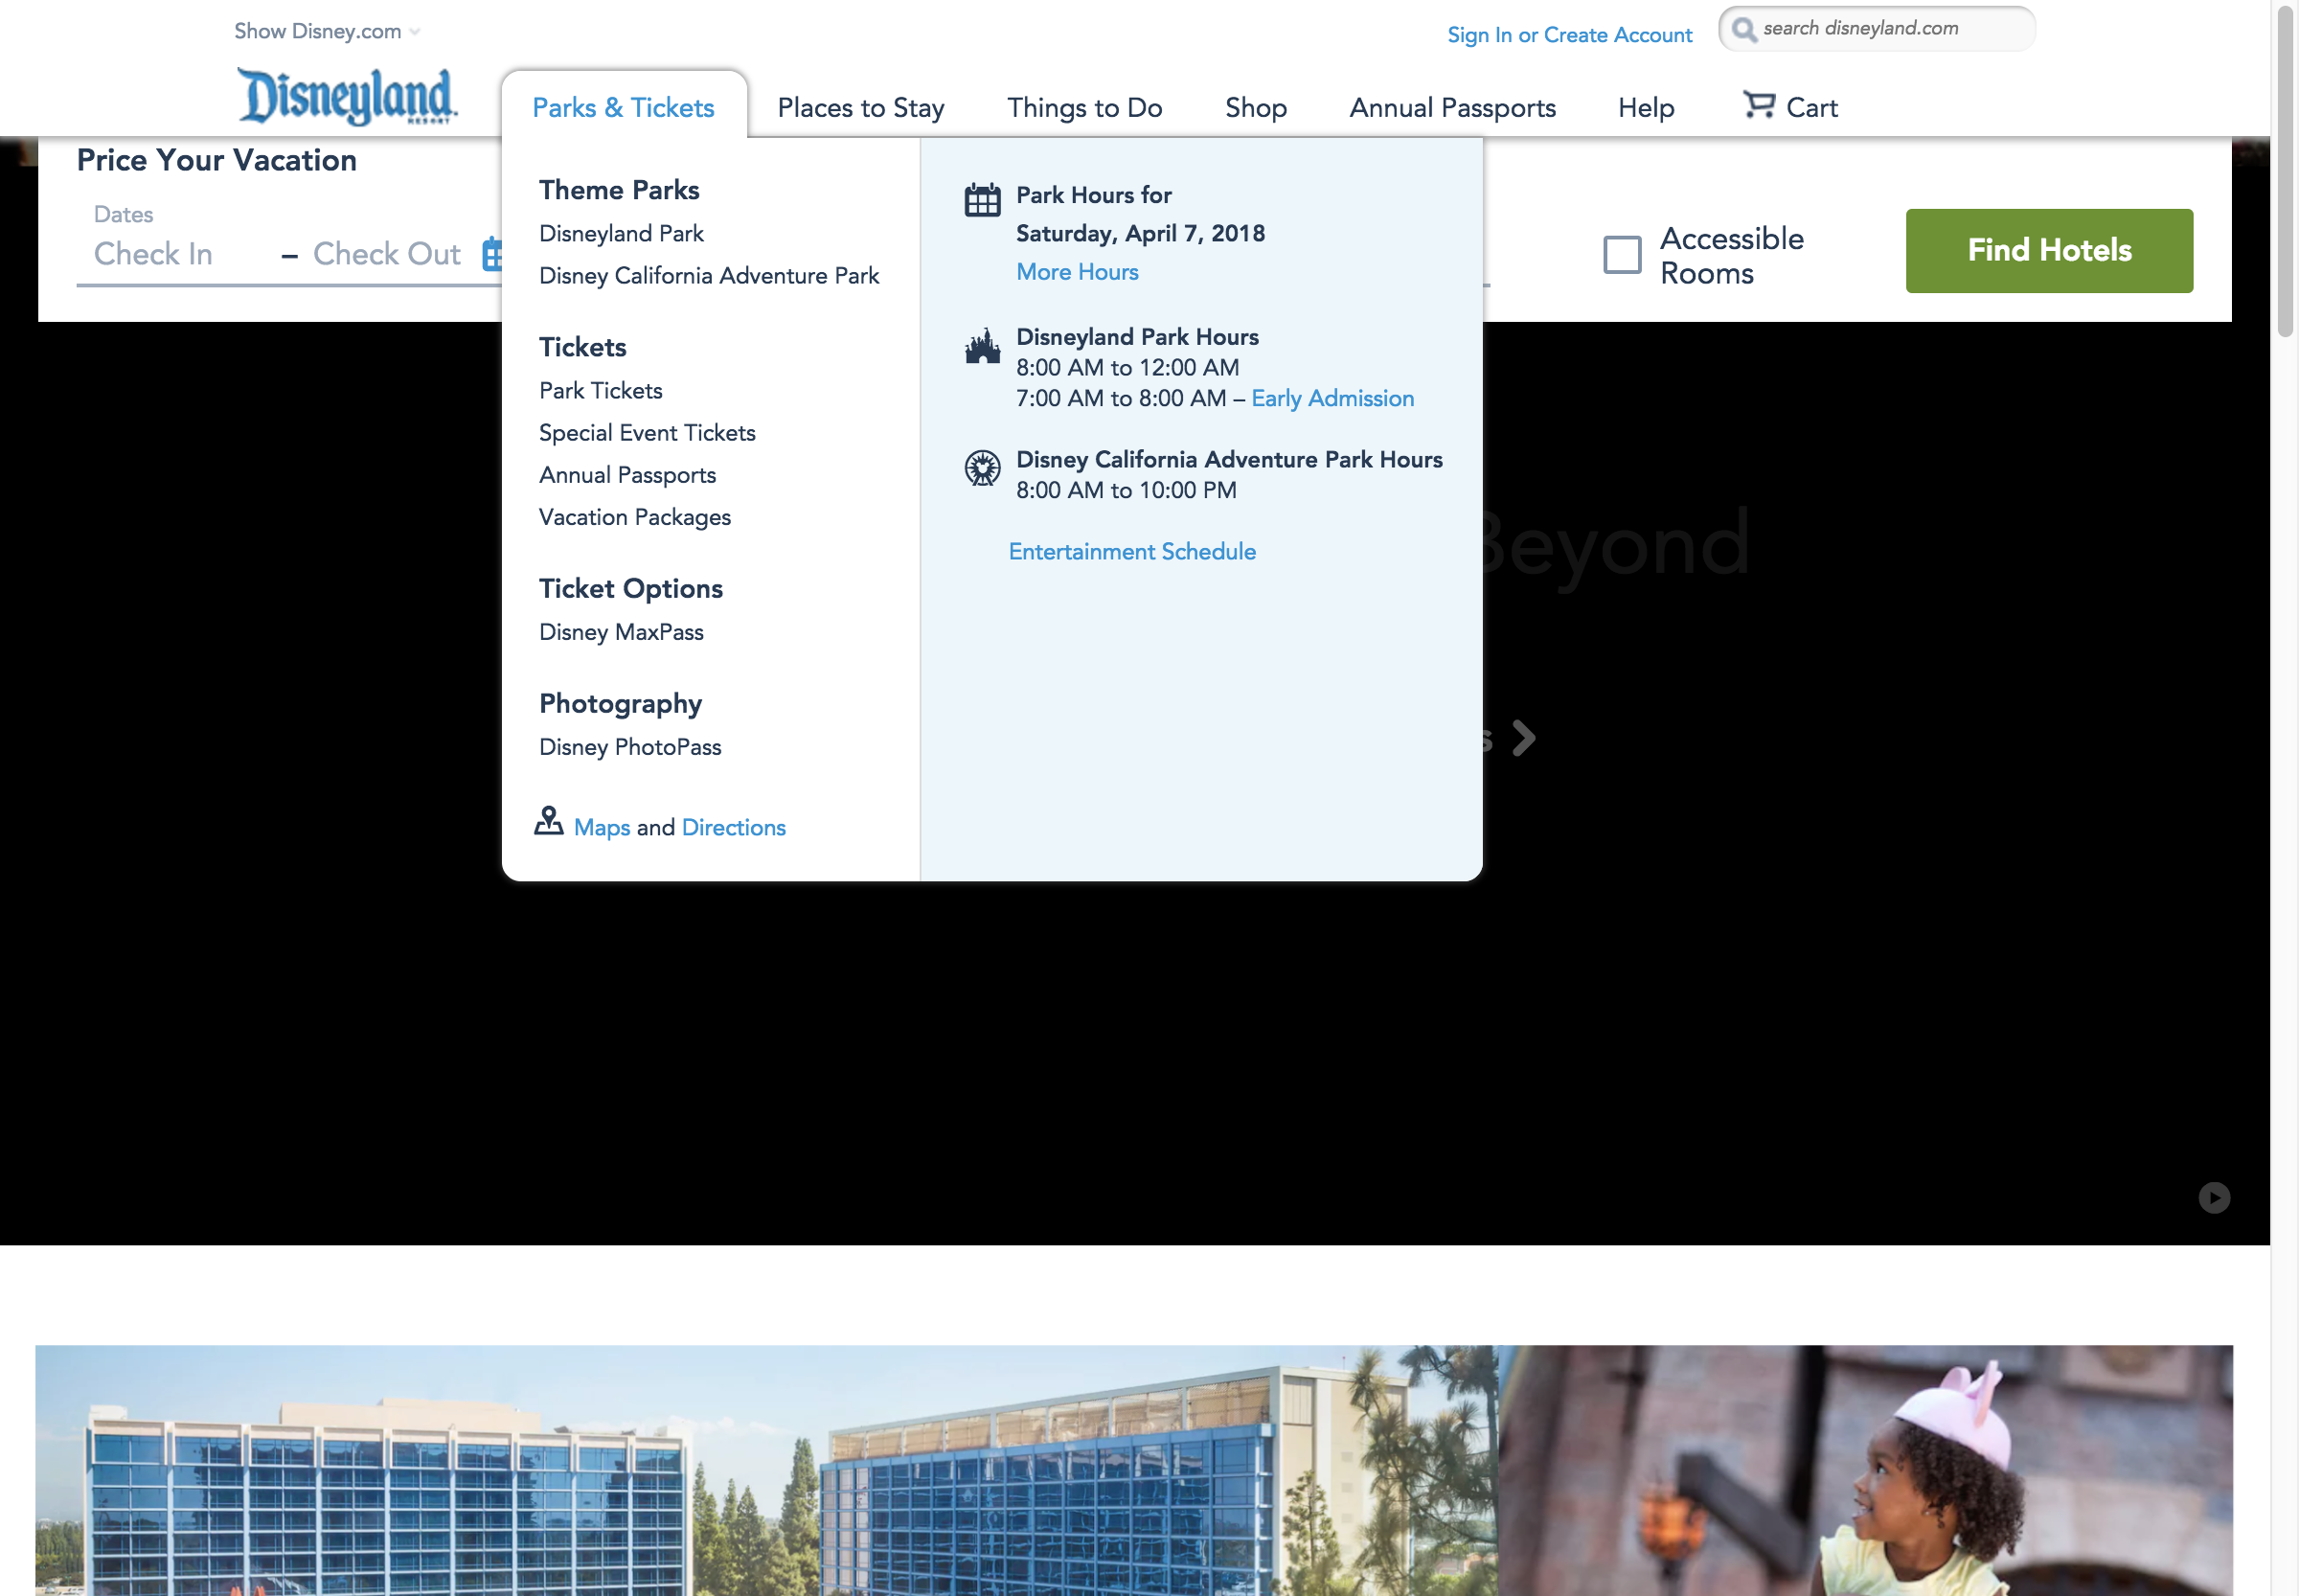 Show Disney.com
Sign In or Create Account
search disneyland.com
Disneyland
RESORT
Parks & Tickets
Places to Stay
Things to Do
Shop
Annual Passports
Help
Cart
Price Your Vacation
Dates
Check In – Check Out
Accessible
Rooms
Find Hotels
Theme Parks
Disneyland Park
Disney California Adventure Park
Tickets
Park Tickets
Special Event Tickets
Annual Passports
Vacation Packages
Ticket Options
Disney MaxPass
Photography
Disney PhotoPass
Maps and Directions
Park Hours for
Saturday, April 7, 2018
More Hours
Disneyland Park Hours
8:00 AM to 12:00 AM
7:00 AM to 8:00 AM – Early Admission
Disney California Adventure Park Hours
8:00 AM to 10:00 PM
Entertainment Schedule
Beyond